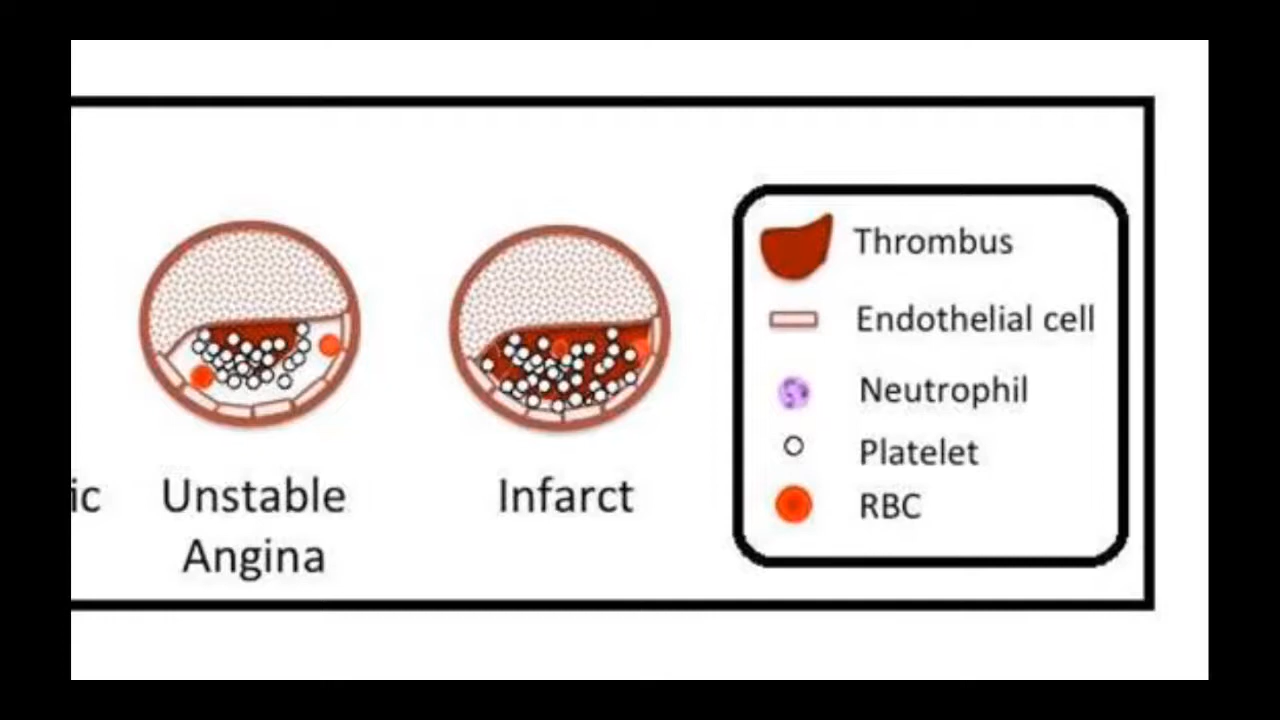 ic
Unstable
Angina
Infarct
Thrombus
Endothelial cell
Neutrophil
Platelet
RBC